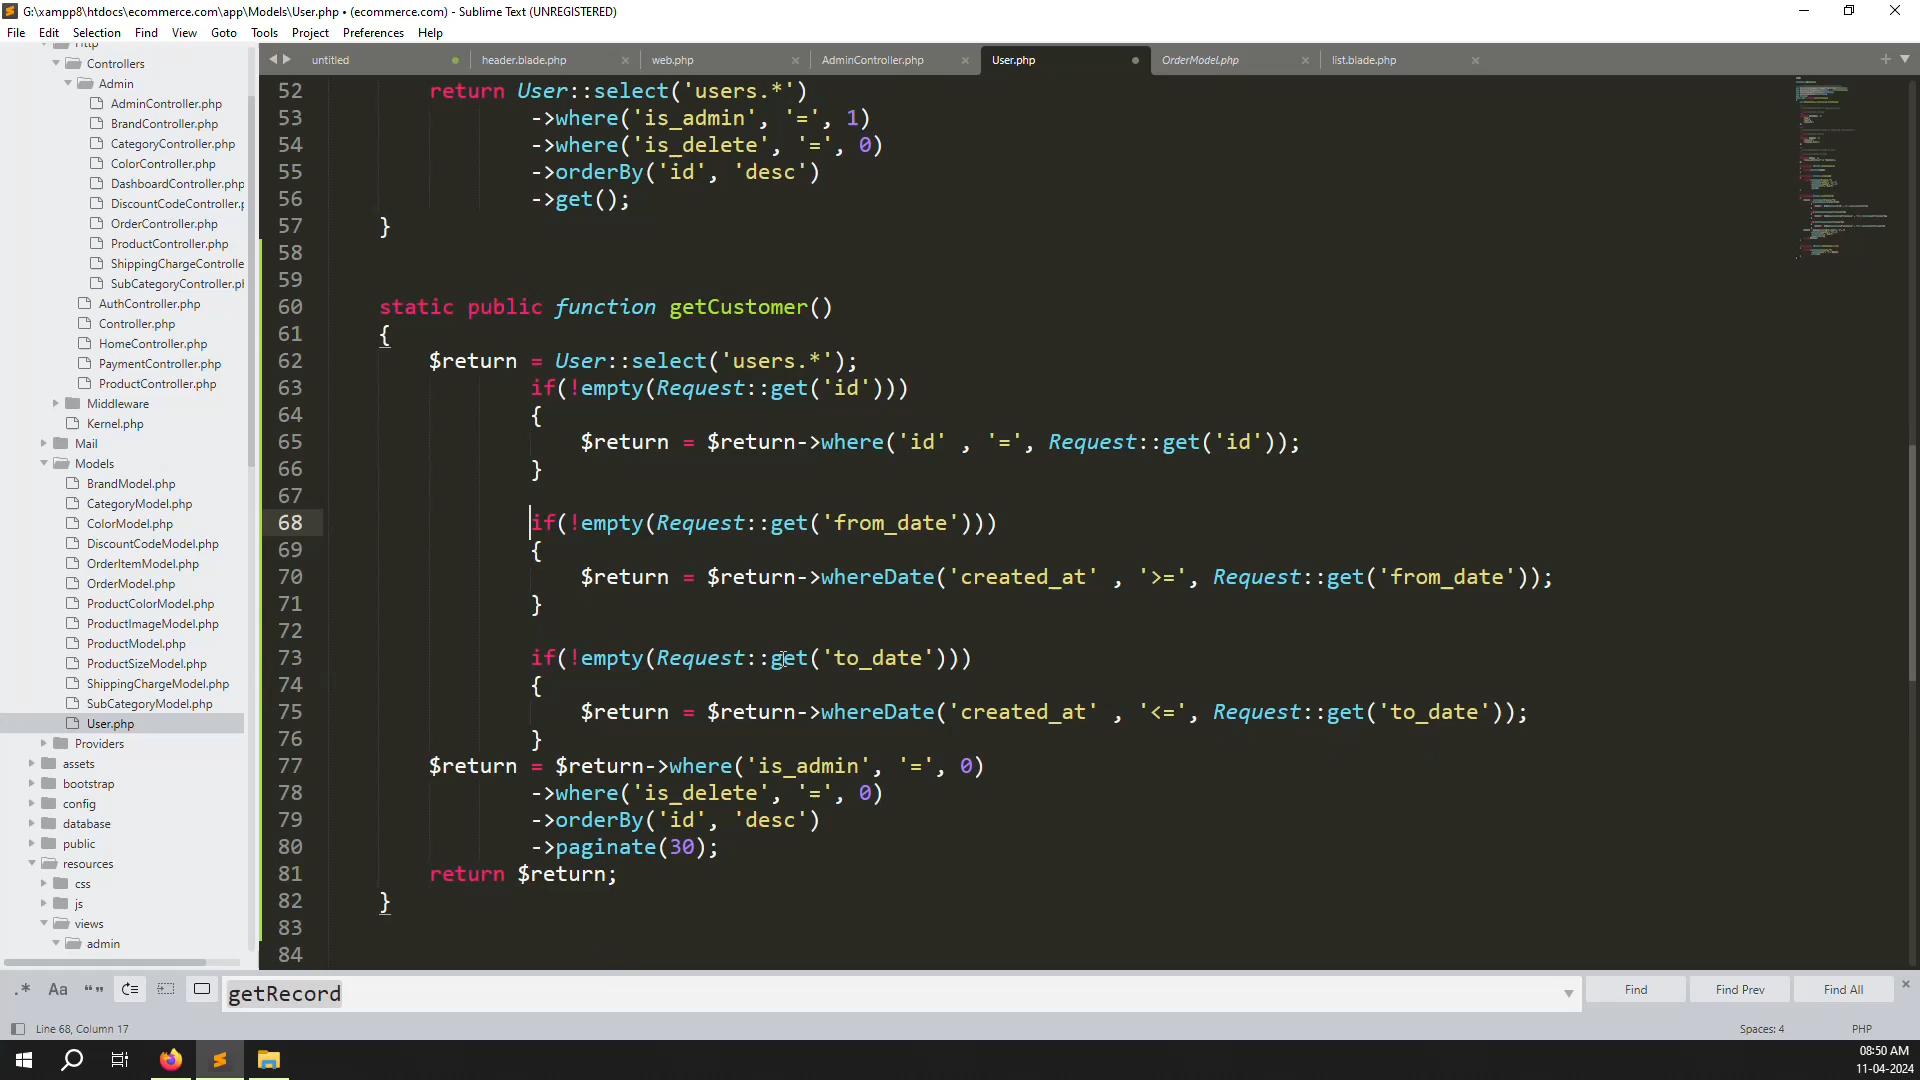 G:\xampp8\htdocs\ecommerce.com\app\Models\User.php • (ecommerce.com) - Sublime Text (UNREGISTERED)
File Edit Selection Find View Goto Tools Project Preferences Help
untitled header.blade.php web.php AdminController.php User.php OrderModel.php list.blade.php
Http
Controllers
Admin
AdminController.php
BrandController.php
CategoryController.php
ColorController.php
DashboardController.php
DiscountCodeController.p
OrderController.php
ProductController.php
ShippingChargeControlle
SubCategoryController.ph
AuthController.php
Controller.php
HomeController.php
PaymentController.php
ProductController.php
Middleware
Kernel.php
Mail
Models
BrandModel.php
CategoryModel.php
ColorModel.php
DiscountCodeModel.php
OrderItemModel.php
OrderModel.php
ProductColorModel.php
ProductImageModel.php
ProductModel.php
ProductSizeModel.php
ShippingChargeModel.php
SubCategoryModel.php
User.php
Providers
assets
bootstrap
config
database
public
resources
css
js
views
admin
52 return User::select('users.*')
53 ->where('is_admin', '=', 1)
54 ->where('is_delete', '=', 0)
55 ->orderBy('id', 'desc')
56 ->get();
57 }
58
59
60 static public function getCustomer()
61 {
62 $return = User::select('users.*');
63 if(!empty(Request::get('id')))
64 {
65 $return = $return->where('id' , '=', Request::get('id'));
66 }
67
68 if(!empty(Request::get('from_date')))
69 {
70 $return = $return->whereDate('created_at' , '>=', Request::get('from_date'));
71 }
72
73 if(!empty(Request::get('to_date')))
74 {
75 $return = $return->whereDate('created_at' , '<=', Request::get('to_date'));
76 }
77 $return = $return->where('is_admin', '=', 0)
78 ->where('is_delete', '=', 0)
79 ->orderBy('id', 'desc')
80 ->paginate(30);
81 return $return;
82 }
83
84
.* Aa “” getRecord Find Find Prev Find All
Line 68, Column 17 Spaces: 4 PHP
08:50 AM
11-04-2024